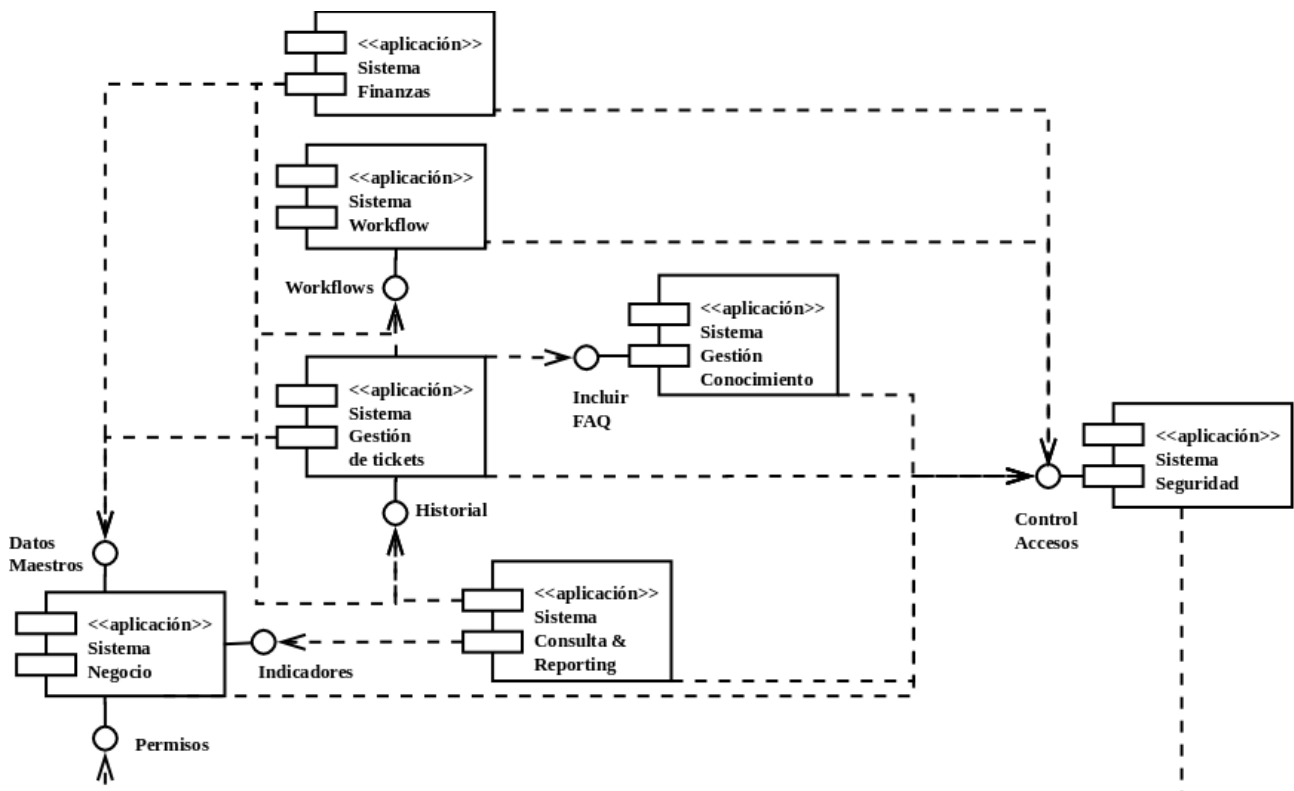 <<aplicación>>
Sistema
Finanzas
<<aplicación>>
Sistema
Workflow
Workflows
<<aplicación>>
Sistema
Gestión
Conocimiento
Incluir
FAQ
<<aplicación>>
Sistema
Gestión
de tickets
<<aplicación>>
Sistema
Seguridad
Control
Accesos
Historial
Datos
Maestros
<<aplicación>>
Sistema
Negocio
Indicadores
<<aplicación>>
Sistema
Consulta &
Reporting
Permisos